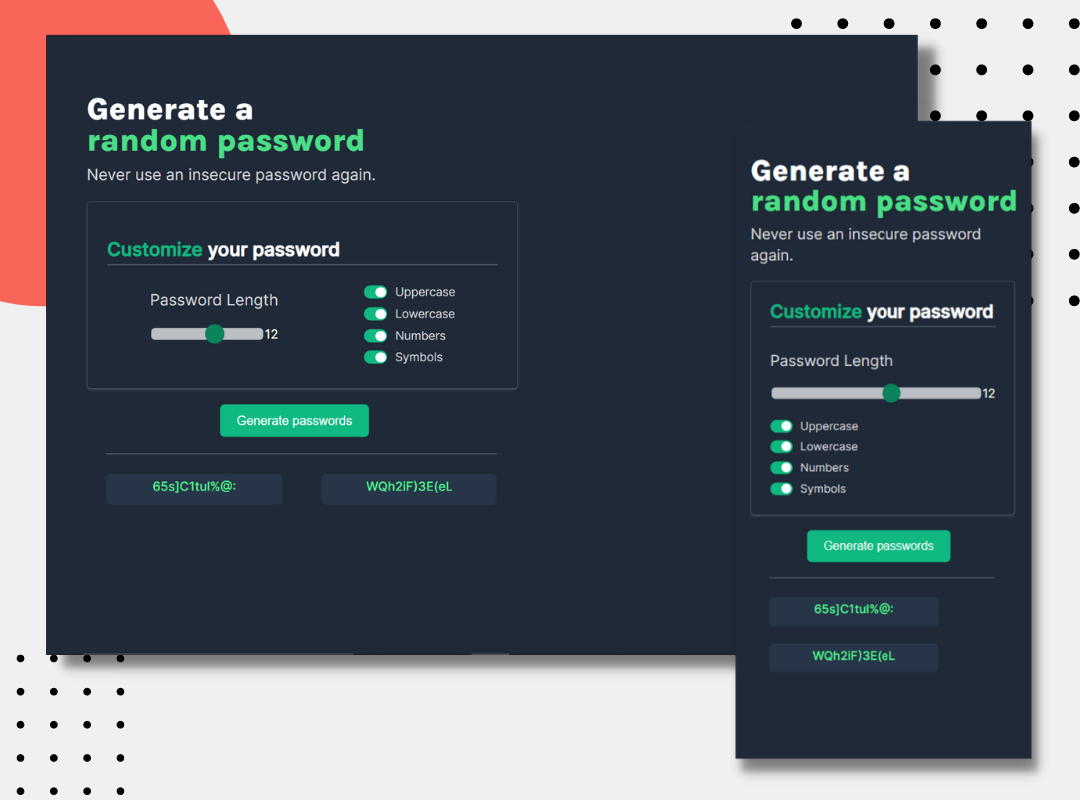 Generate a
random password
Never use an insecure password again.
Customize your password
Password Length
12
Uppercase
Lowercase
Numbers
Symbols
Generate passwords
65s]C1tuI%@:
WQh2iF)3E(eL
Generate a
random password
Never use an insecure password
again.
Customize your password
Password Length
12
Uppercase
Lowercase
Numbers
Symbols
Generate passwords
65s]C1tuI%@:
WQh2iF)3E(eL